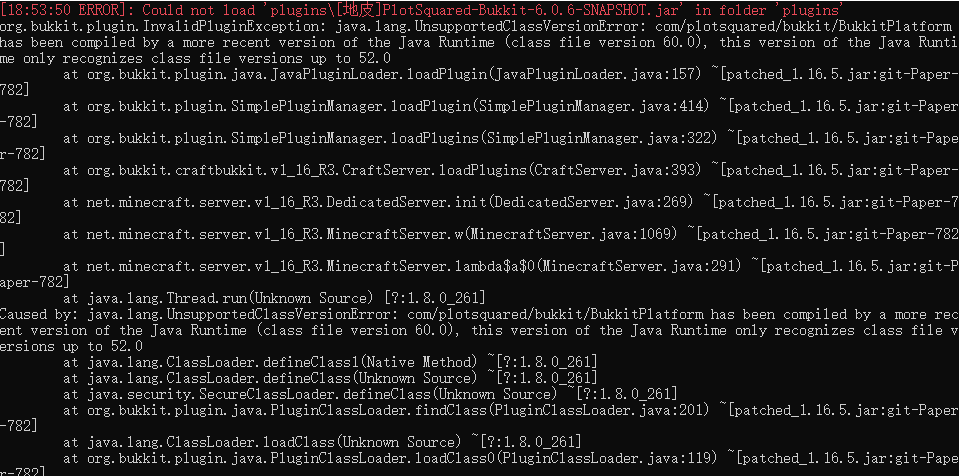 [18:53:50 ERROR]: Could not load 'plugins\[地皮]PlotSquared-Bukkit-6.0.6-SNAPSHOT.jar' in folder 'plugins'
org.bukkit.plugin.InvalidPluginException: java.lang.UnsupportedClassVersionError: com/plotsquared/bukkit/BukkitPlatform
has been compiled by a more recent version of the Java Runtime (class file version 60.0), this version of the Java Runti
me only recognizes class file versions up to 52.0
        at org.bukkit.plugin.java.JavaPluginLoader.loadPlugin(JavaPluginLoader.java:157) ~[patched_1.16.5.jar:git-Paper-
782]
        at org.bukkit.plugin.SimplePluginManager.loadPlugin(SimplePluginManager.java:414) ~[patched_1.16.5.jar:git-Paper
-782]
        at org.bukkit.plugin.SimplePluginManager.loadPlugins(SimplePluginManager.java:322) ~[patched_1.16.5.jar:git-Pape
r-782]
        at org.bukkit.craftbukkit.v1_16_R3.CraftServer.loadPlugins(CraftServer.java:393) ~[patched_1.16.5.jar:git-Paper-
782]
        at net.minecraft.server.v1_16_R3.DedicatedServer.init(DedicatedServer.java:269) ~[patched_1.16.5.jar:git-Paper-7
82]
        at net.minecraft.server.v1_16_R3.MinecraftServer.w(MinecraftServer.java:1069) ~[patched_1.16.5.jar:git-Paper-782
]
        at net.minecraft.server.v1_16_R3.MinecraftServer.lambda$a$0(MinecraftServer.java:291) ~[patched_1.16.5.jar:git-P
aper-782]
        at java.lang.Thread.run(Unknown Source) [?:1.8.0_261]
Caused by: java.lang.UnsupportedClassVersionError: com/plotsquared/bukkit/BukkitPlatform has been compiled by a more rec
ent version of the Java Runtime (class file version 60.0), this version of the Java Runtime only recognizes class file v
ersions up to 52.0
        at java.lang.ClassLoader.defineClass1(Native Method) ~[?:1.8.0_261]
        at java.lang.ClassLoader.defineClass(Unknown Source) ~[?:1.8.0_261]
        at java.security.SecureClassLoader.defineClass(Unknown Source) ~[?:1.8.0_261]
        at org.bukkit.plugin.java.PluginClassLoader.findClass(PluginClassLoader.java:201) ~[patched_1.16.5.jar:git-Paper
-782]
        at java.lang.ClassLoader.loadClass(Unknown Source) ~[?:1.8.0_261]
        at org.bukkit.plugin.java.PluginClassLoader.loadClass0(PluginClassLoader.java:119) ~[patched_1.16.5.jar:git-Pape
r-782]